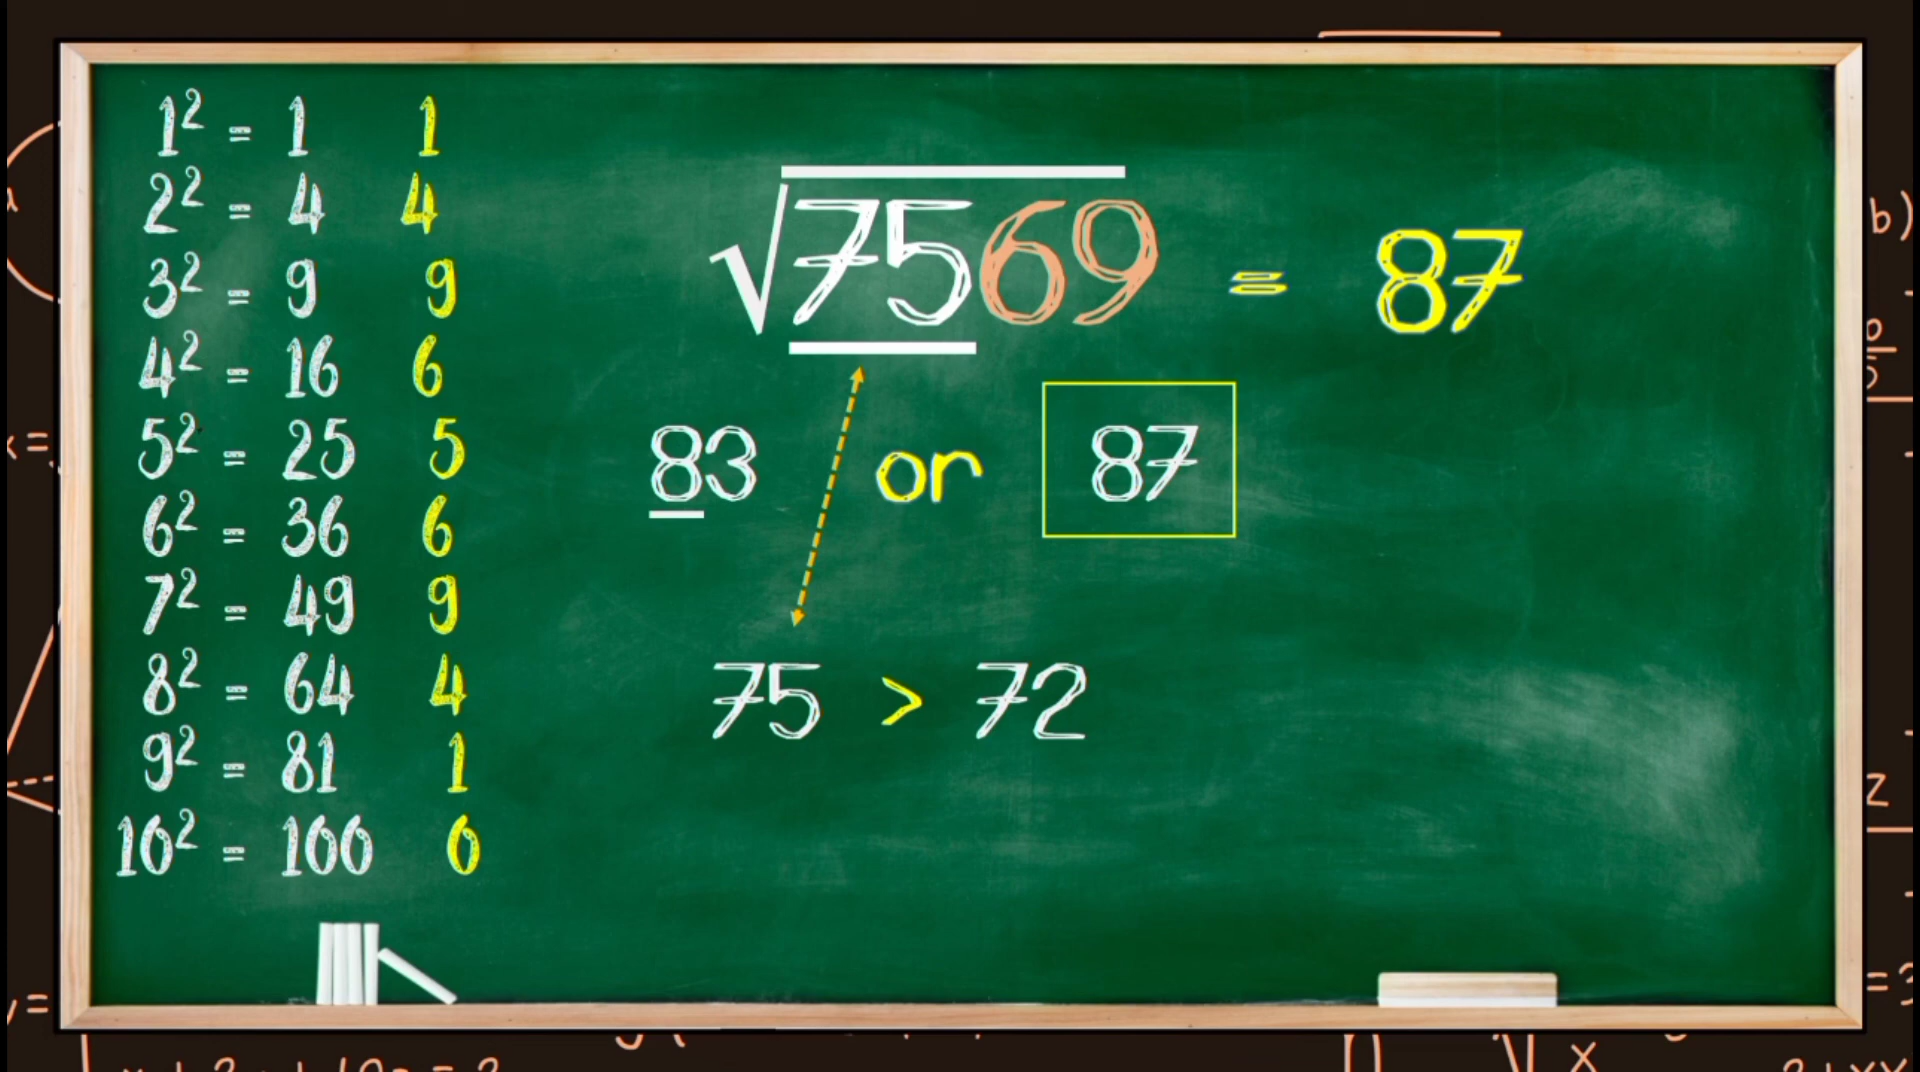 1² = 1 1
2² = 4 4
3² = 9 9
4² = 16 6
5² = 25 5
6² = 36 6
7² = 49 9
8² = 64 4
9² = 81 1
10² = 100 0
√7569 = 87
83 or 87
75 > 72